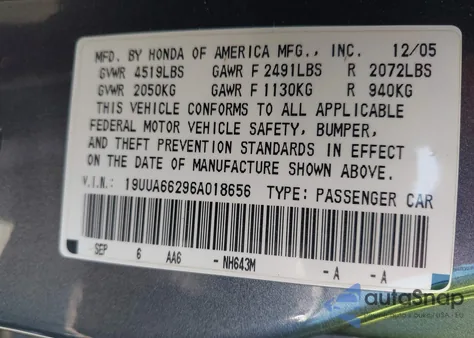 MFD. BY HONDA OF AMERICA MFG., INC. 12/05
GVWR 4519LBS GAWR F 2491LBS R 2072LBS
GVWR 2050KG GAWR F 1130KG R 940KG
THIS VEHICLE CONFORMS TO ALL APPLICABLE
FEDERAL MOTOR VEHICLE SAFETY, BUMPER,
AND THEFT PREVENTION STANDARDS IN EFFECT
ON THE DATE OF MANUFACTURE SHOWN ABOVE.
V.I.N.: 19UUA66296A018656 TYPE: PASSENGER CAR
SEP 6 AA6 - NH643M - A - A
autoSnap